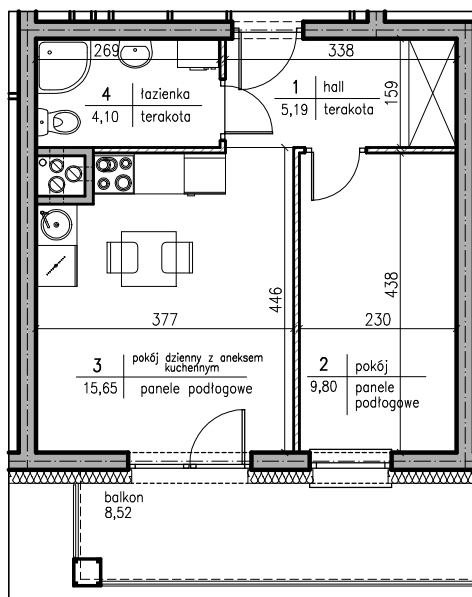 269
338
4 łazienka
4,10 terakota
1 hall
5,19 terakota
159
446
438
377
230
3 pokój dzienny z aneksem
kuchennym
15,65 panele podłogowe
2 pokój
9,80 panele
podłogowe
balkon
8,52